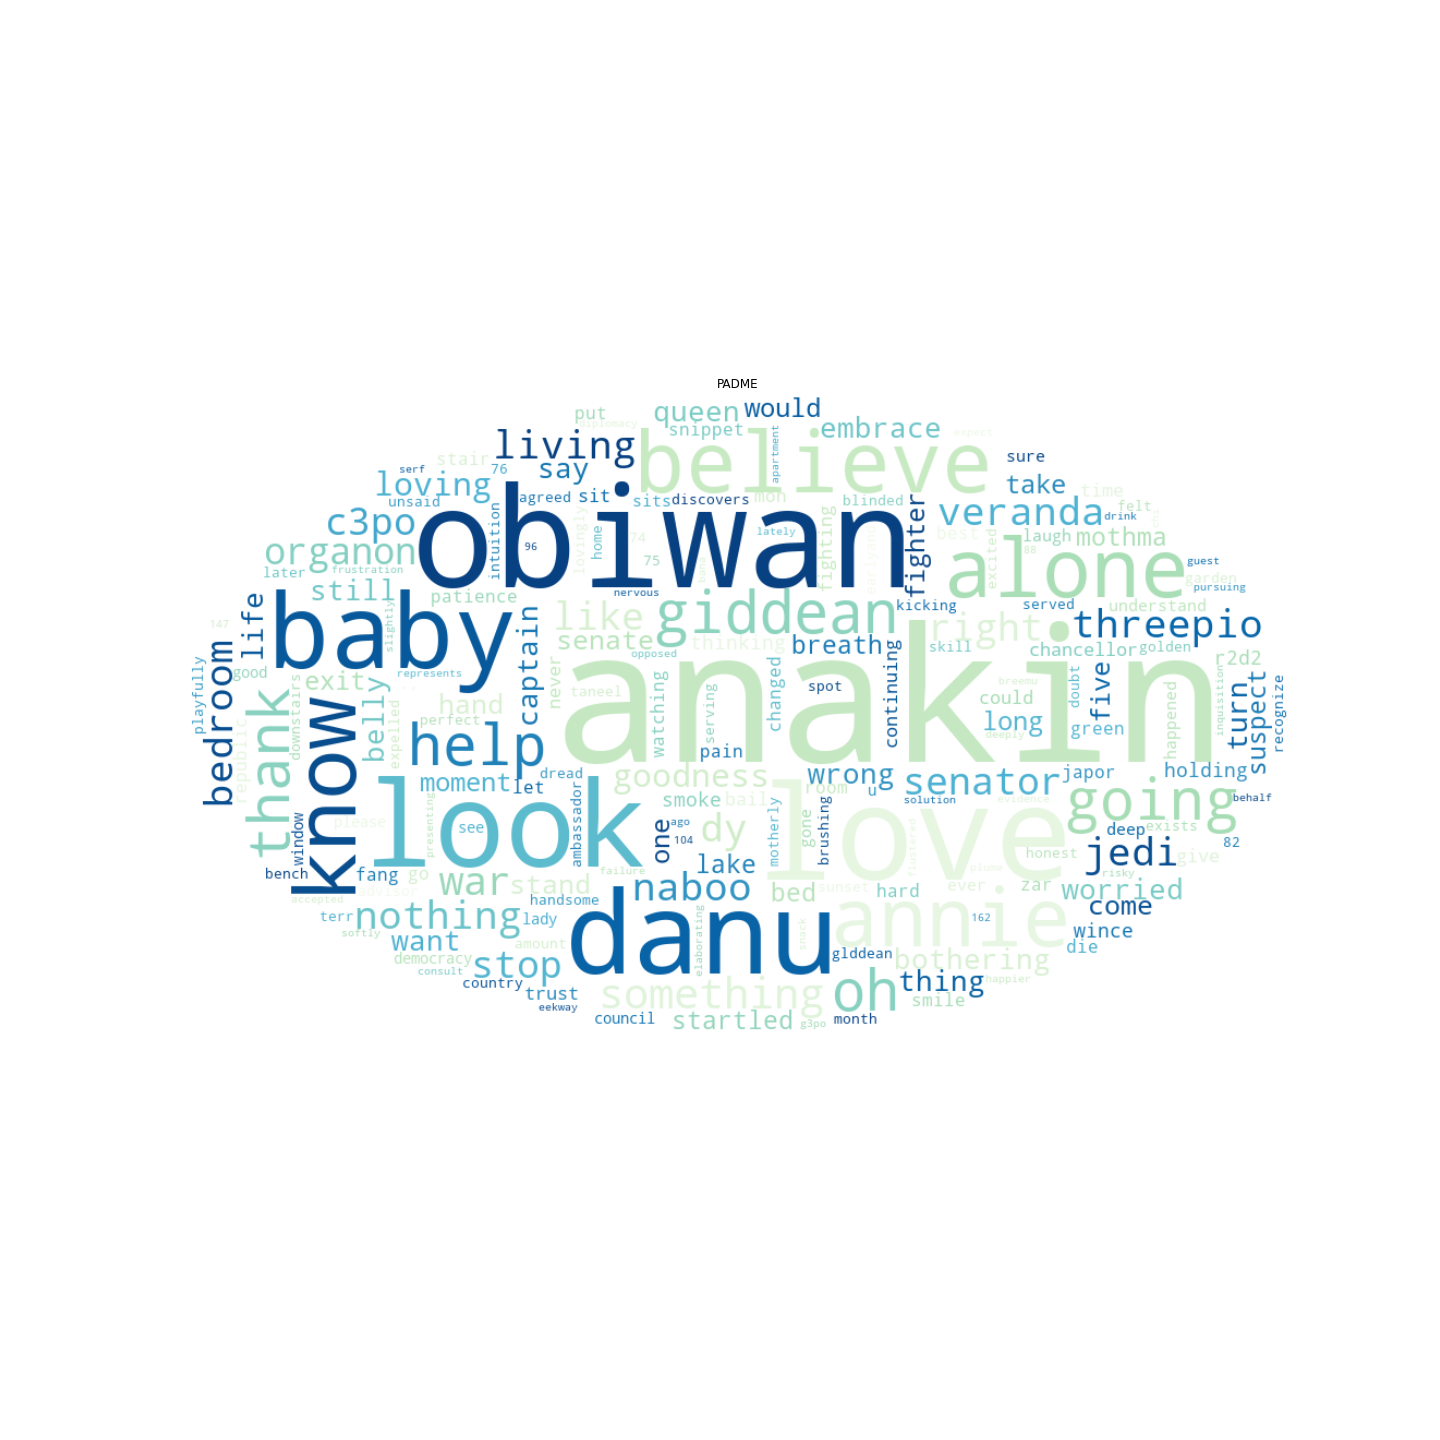 PADME
put
diplomacy
queen
would
snippet
embrace
expect
believe
living
stair
say
76
serf
apartment
sure
loving
unsaid
agreed
sit
sits
discovers
mon
blinded
take
time
felt
drink
c3po
obiwan
fighter
veranda
best
laugh
mothma
organon
intuition
96
lovingly
home
74
75
lately
fighting
excited
88
alone
guest
garden
pursuing
later
frustration
still
patience
nervous
kicking
served
understand
life
baby
slightly
like
giddean
right
threepio
147
senate
thinking
breath
skill
chancellor
golden
r2d2
playfully
bedroom
good
represents
captain
never
opposed
anakin
spot
continuing
breemu
doubt
inquisition
exit
belly
hand
taneel
watching
serving
changed
could
long
five
green
happened
turn
suspect
recognize
thank
downstairs
know
expelled
perfect
deeply
republic
help
pain
goodness
wrong
senator
japor
holding
moment
let
dread
room
u
solution
evidence
going
behalf
look
presenting
see
ambassador
smoke
bail
love
82
window
please
ago
one
104
dy
motherly
brushing
gone
deep
exists
jedi
give
bench
fang
go
advisor
war
stand
failure
lake
naboo
bed
sunset
hard
ever
plume
honest
risky
zar
worried
accepted
terr
nothing
lady
handsome
danu
snack
annie
162
come
softly
want
amount
elaborating
wince
die
democracy
consult
stop
glddean
bothering
happier
country
trust
something
oh
thing
smile
eekway
council
startled
g3po
month